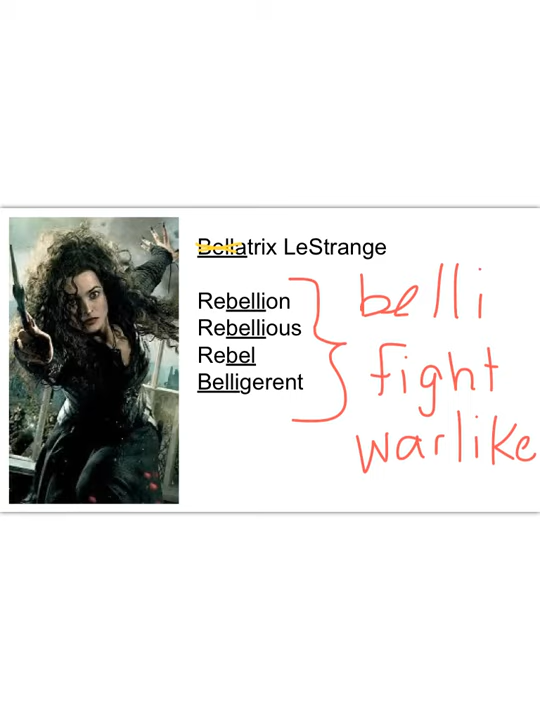 Bellatrix LeStrange
Rebellion
Rebellious
Rebel
Belligerent
belli
fight
warlike